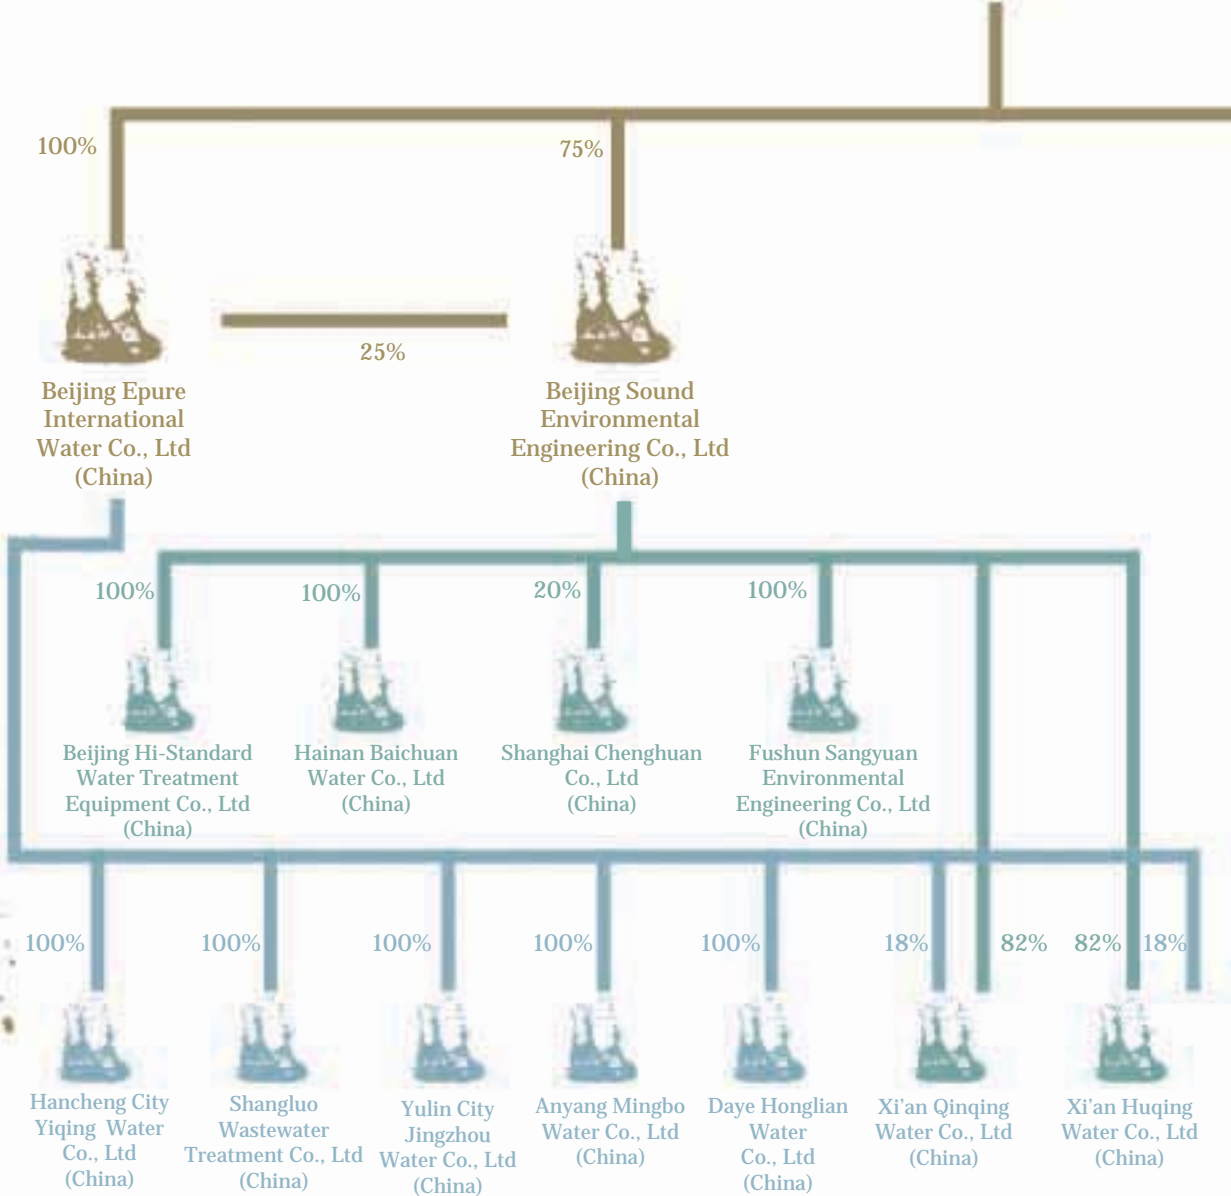 100%
75%
25%
Beijing Epure
International
Water Co., Ltd
(China)
Beijing Sound
Environmental
Engineering Co., Ltd
(China)
100%
100%
20%
100%
Beijing Hi-Standard
Water Treatment
Equipment Co., Ltd
(China)
Hainan Baichuan
Water Co., Ltd
(China)
Shanghai Chenghuan
Co., Ltd
(China)
Fushun Sangyuan
Environmental
Engineering Co., Ltd
(China)
100%
100%
100%
100%
100%
18%
82%
82%
18%
Hancheng City
Yiqing Water
Co., Ltd
(China)
Shangluo
Wastewater
Treatment Co., Ltd
(China)
Yulin City
Jingzhou
Water Co., Ltd
(China)
Anyang Mingbo
Water Co., Ltd
(China)
Daye Honglian
Water
Co., Ltd
(China)
Xi'an Qinqing
Water Co., Ltd
(China)
Xi'an Huqing
Water Co., Ltd
(China)